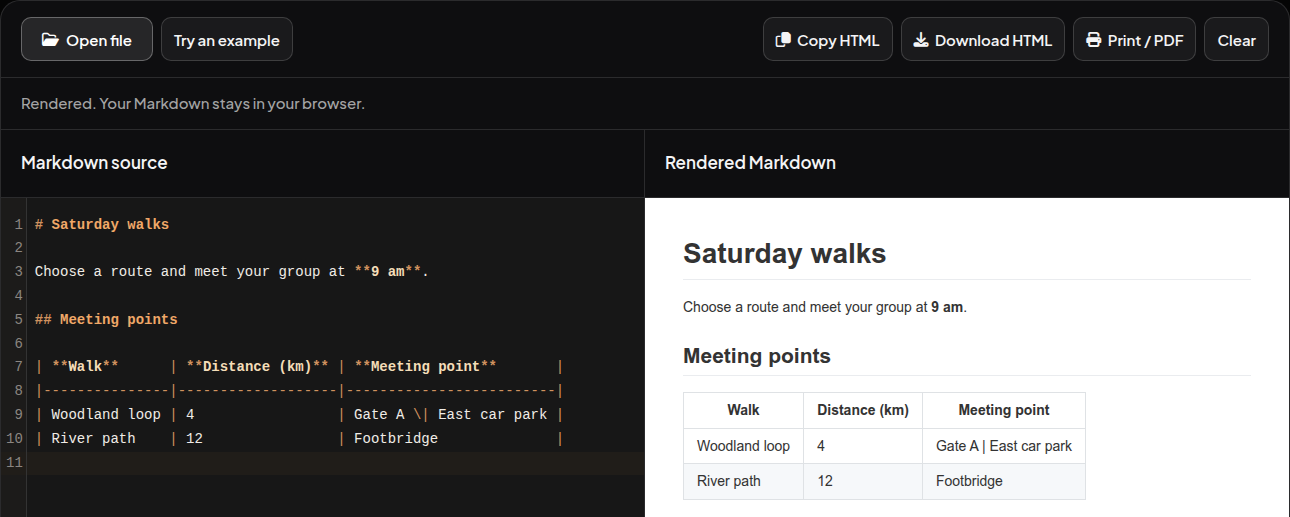 Open file
Try an example
Copy HTML
Download HTML
Print / PDF
Clear
Rendered. Your Markdown stays in your browser.
Markdown source
Rendered Markdown
1 # Saturday walks
2
3 Choose a route and meet your group at **9 am**.
4
5 ## Meeting points
6
7 | **Walk**      | **Distance (km)** | **Meeting point**       |
8 |---------------|-------------------|-------------------------|
9 | Woodland loop | 4                 | Gate A \| East car park |
10 | River path    | 12                | Footbridge              |
11
Saturday walks
Choose a route and meet your group at 9 am.
Meeting points
Walk Distance (km) Meeting point
Woodland loop 4 Gate A | East car park
River path 12 Footbridge